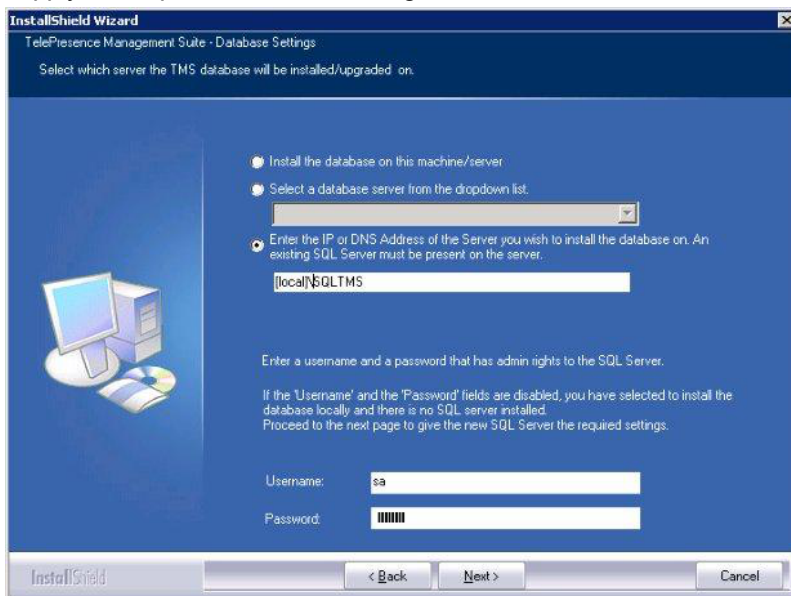 InstallShield Wizard
TelePresence Management Suite - Database Settings
Select which server the TMS database will be installed/upgraded on.
Install the database on this machine/server
Select a database server from the dropdown list.
Enter the IP or DNS Address of the Server you wish to install the database on. An
existing SQL Server must be present on the server.
(local)\SQLTMS
Enter a username and a password that has admin rights to the SQL Server.
If the 'Username' and the 'Password' fields are disabled, you have selected to install the
database locally and there is no SQL server installed.
Proceed to the next page to give the new SQL Server the required settings.
Username: sa
Password:
InstallShield
< Back Next > Cancel